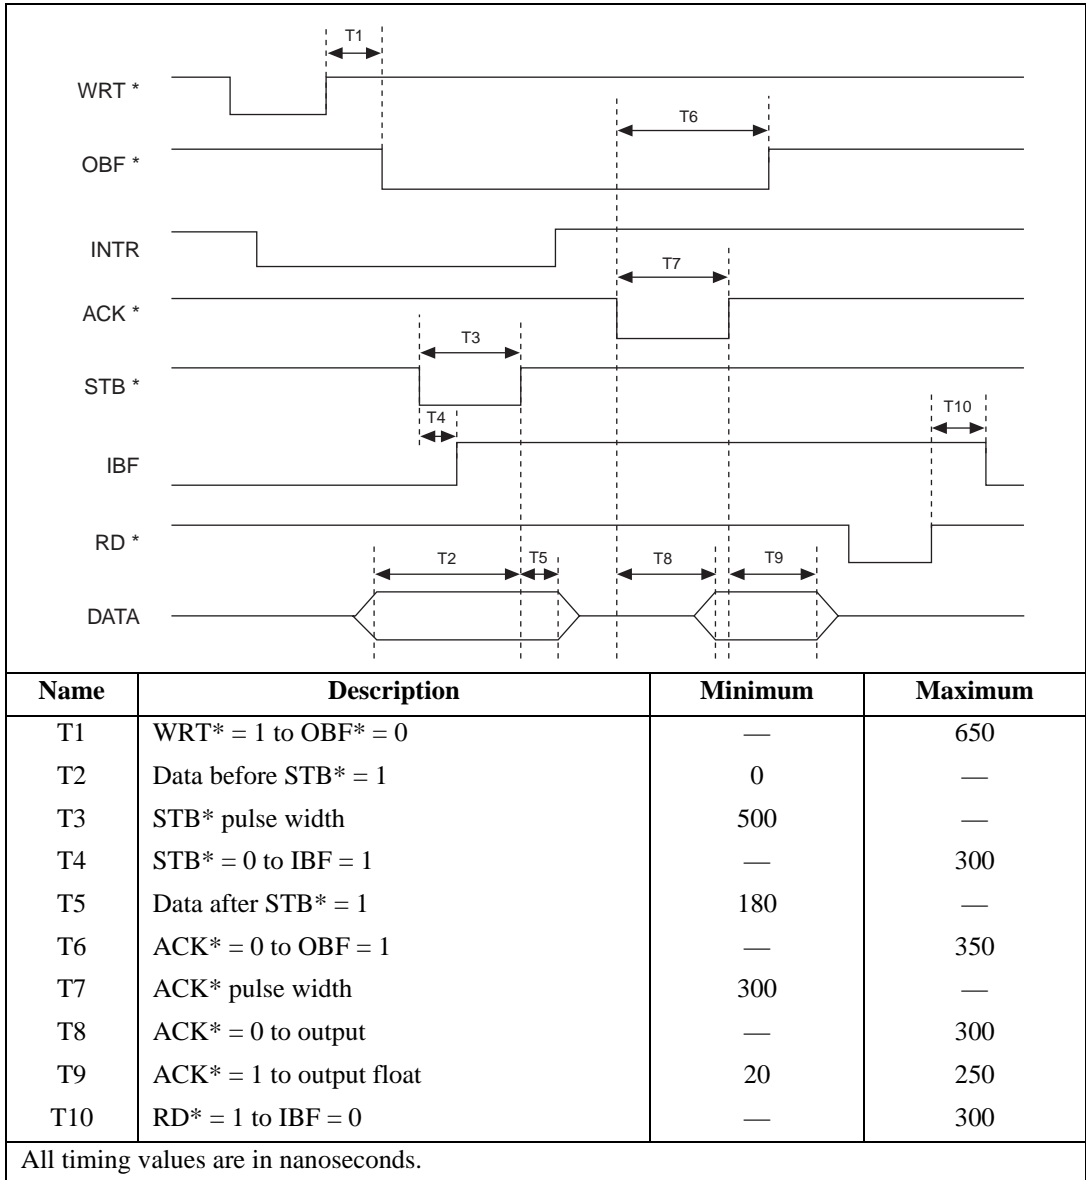 T1
WRT *
T6
OBF *
INTR
T7
ACK *
T3
STB *
T4
T10
IBF
RD *
T2 T5 T8 T9
DATA
Name Description Minimum Maximum
T1 WRT* = 1 to OBF* = 0 — 650
T2 Data before STB* = 1 0 —
T3 STB* pulse width 500 —
T4 STB* = 0 to IBF = 1 — 300
T5 Data after STB* = 1 180 —
T6 ACK* = 0 to OBF = 1 — 350
T7 ACK* pulse width 300 —
T8 ACK* = 0 to output — 300
T9 ACK* = 1 to output float 20 250
T10 RD* = 1 to IBF = 0 — 300
All timing values are in nanoseconds.